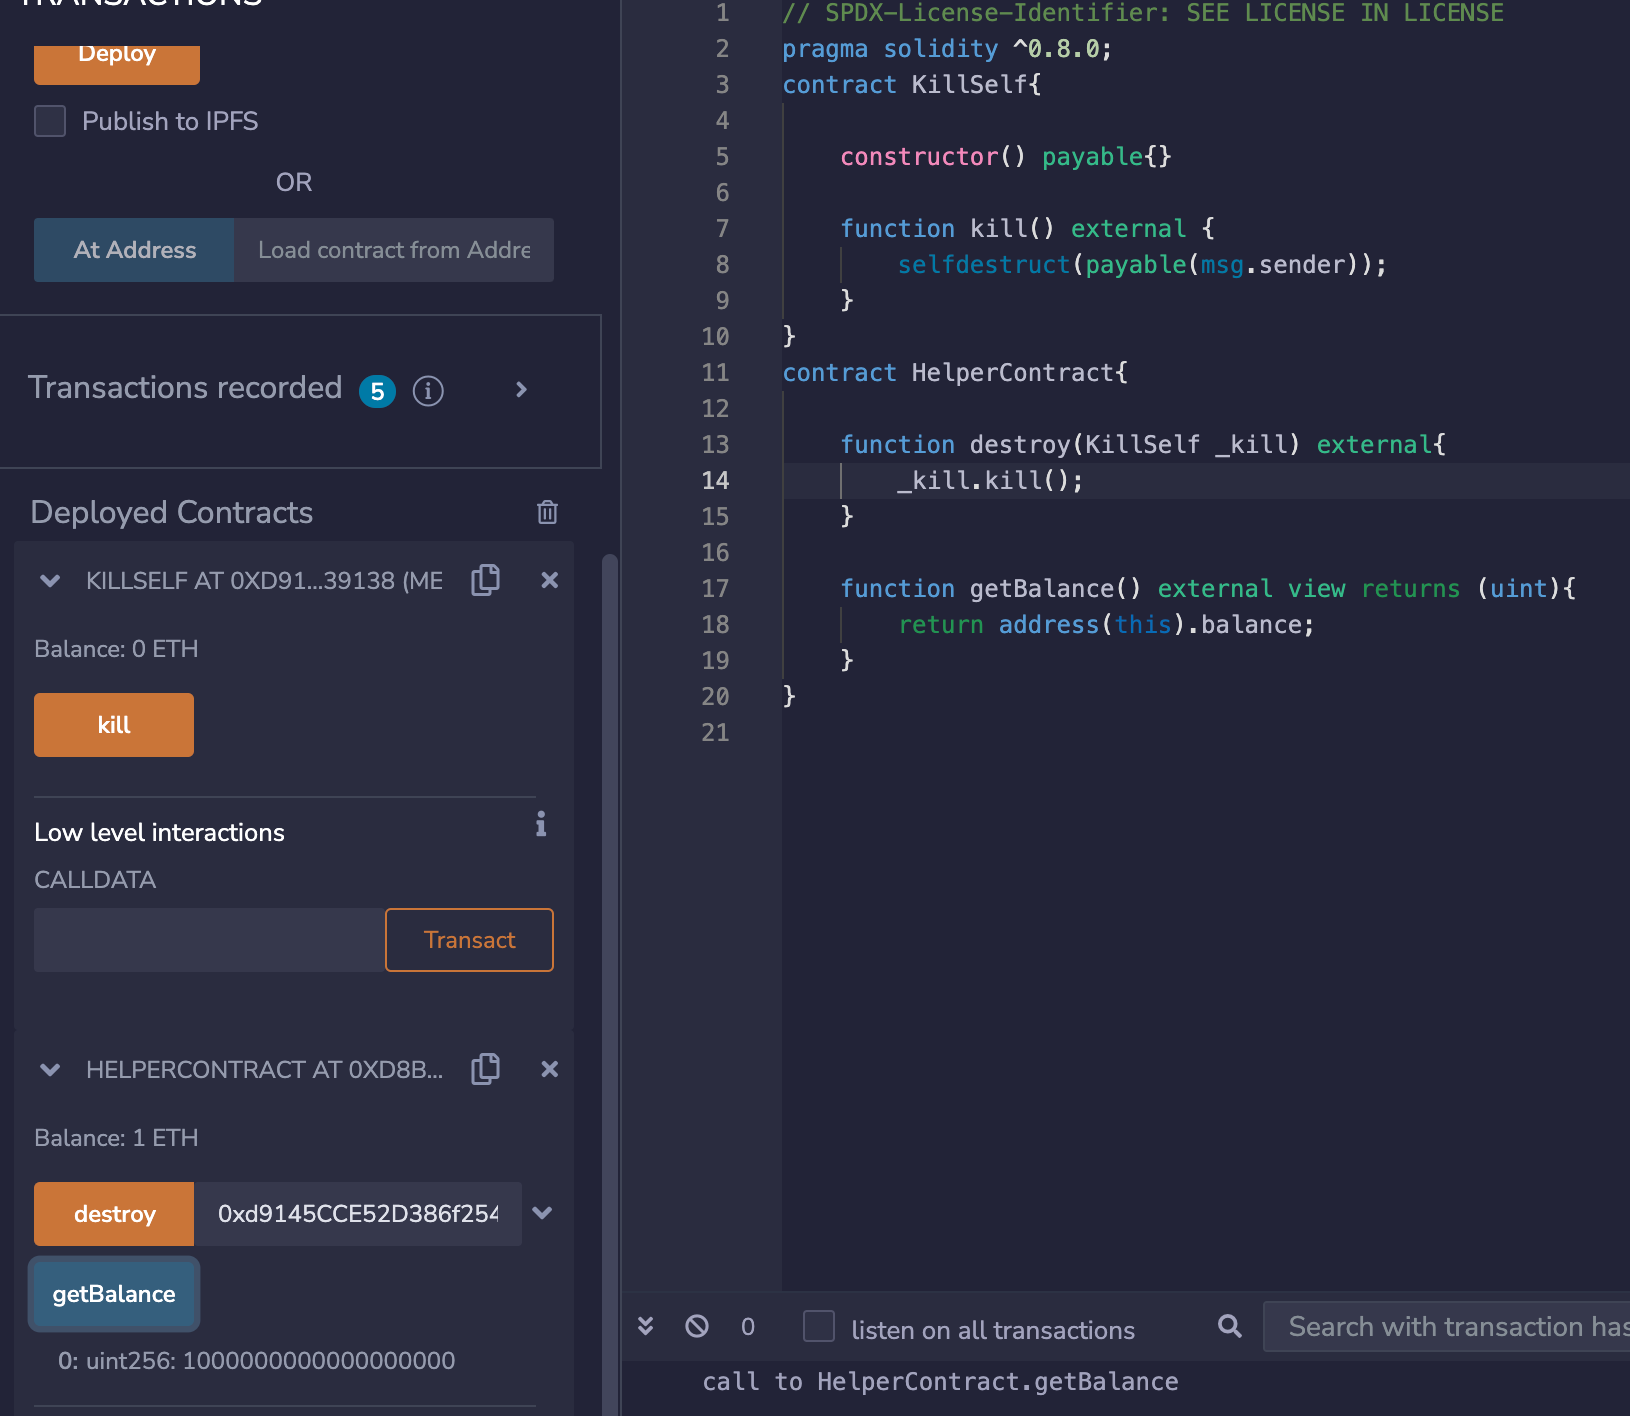 TRANSACTIONS
Deploy
Publish to IPFS
OR
At Address
Load contract from Addre
Transactions recorded 5 i
Deployed Contracts
KILLSELF AT 0XD91...39138 (ME
Balance: 0 ETH
kill
Low level interactions
CALLDATA
Transact
HELPERCONTRACT AT 0XD8B...
Balance: 1 ETH
destroy
0xd9145CCE52D386f254
getBalance
0: uint256: 1000000000000000000
1 // SPDX-License-Identifier: SEE LICENSE IN LICENSE
2 pragma solidity ^0.8.0;
3 contract KillSelf{
4
5 constructor() payable{}
6
7 function kill() external {
8 selfdestruct(payable(msg.sender));
9 }
10 }
11 contract HelperContract{
12
13 function destroy(KillSelf _kill) external{
14 _kill.kill();
15 }
16
17 function getBalance() external view returns (uint){
18 return address(this).balance;
19 }
20 }
21
0
listen on all transactions
Search with transaction has
call to HelperContract.getBalance